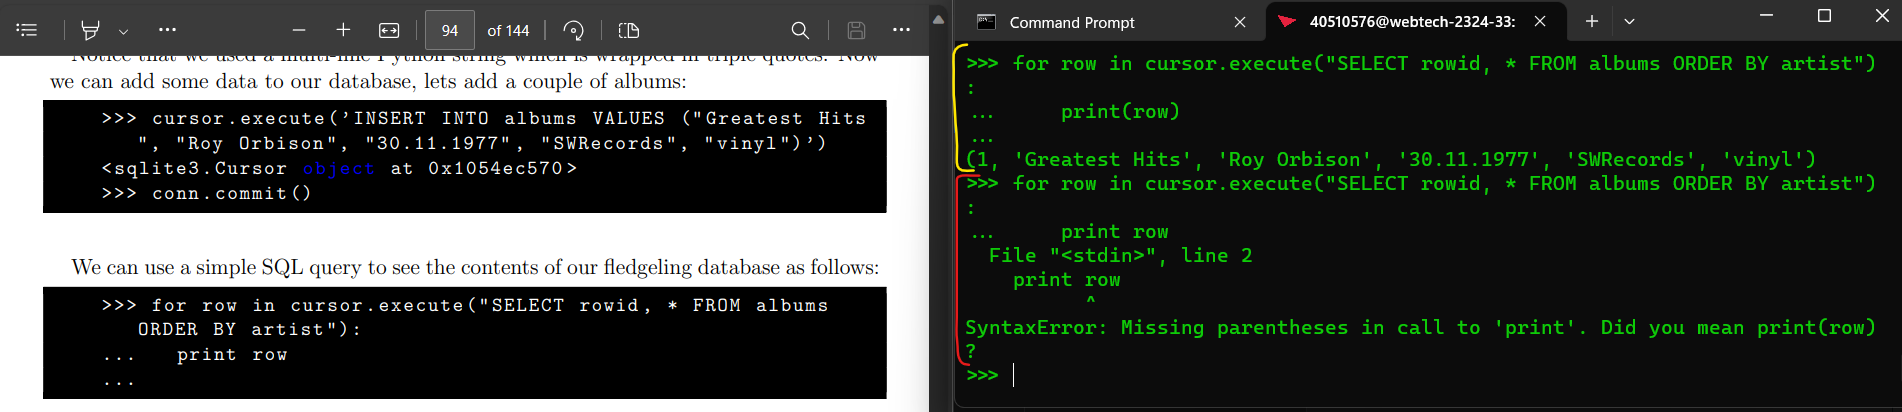 94 of 144
Notice that we used a multi-line Python string which is wrapped in triple quotes. Now
we can add some data to our database, lets add a couple of albums:
>>> cursor.execute('INSERT INTO albums VALUES ("Greatest Hits
", "Roy Orbison", "30.11.1977", "SWRecords", "vinyl")')
<sqlite3.Cursor object at 0x1054ec570>
>>> conn.commit()
We can use a simple SQL query to see the contents of our fledgeling database as follows:
>>> for row in cursor.execute("SELECT rowid, * FROM albums
ORDER BY artist"):
... print row
...
Command Prompt
40510576@webtech-2324-33:
>>> for row in cursor.execute("SELECT rowid, * FROM albums ORDER BY artist")
:
... print(row)
...
(1, 'Greatest Hits', 'Roy Orbison', '30.11.1977', 'SWRecords', 'vinyl')
>>> for row in cursor.execute("SELECT rowid, * FROM albums ORDER BY artist")
:
... print row
File "<stdin>", line 2
print row
^
SyntaxError: Missing parentheses in call to 'print'. Did you mean print(row)
?
>>>